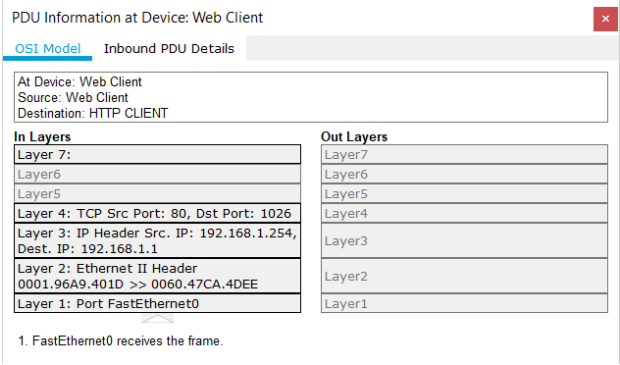 PDU Information at Device: Web Client
OSI Model
Inbound PDU Details
At Device: Web Client
Source: Web Client
Destination: HTTP CLIENT
In Layers
Layer 7:
Layer6
Layer5
Layer 4: TCP Src Port: 80, Dst Port: 1026
Layer 3: IP Header Src. IP: 192.168.1.254,
Dest. IP: 192.168.1.1
Layer 2: Ethernet II Header
0001.96A9.401D >> 0060.47CA.4DEE
Layer 1: Port FastEthernet0
Out Layers
Layer7
Layer6
Layer5
Layer4
Layer3
Layer2
Layer1
1. FastEthernet0 receives the frame.